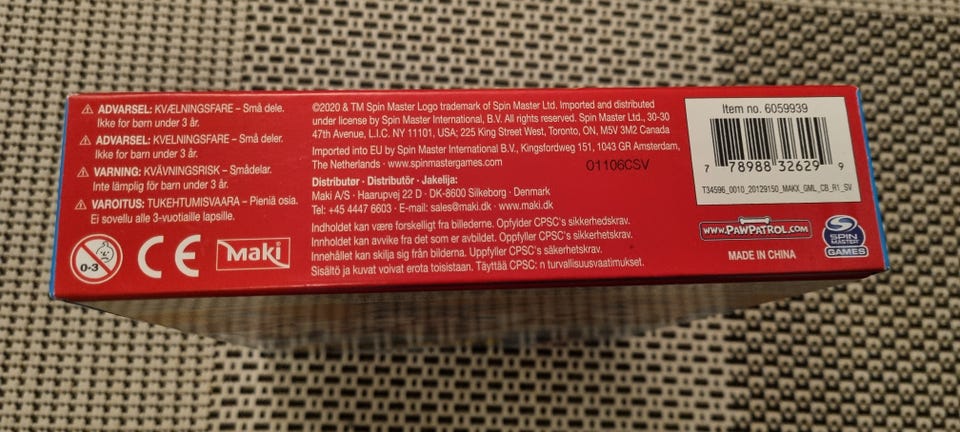 ⚠ ADVARSEL: KVÆLNINGSFARE – Små dele.
Ikke for barn under 3 år.
⚠ ADVARSEL: KVELNINGSFARE – Små deler.
Ikke for barn under 3 år.
⚠ VARNING: KVÄVNINGSRISK – Smådelar.
Inte lämplig för barn under 3 år.
⚠ VAROITUS: TUKEHTUMISVAARA – Pieniä osia.
Ei sovellu alle 3-vuotiaille lapsille.
0-3
CE
Maki
©2020 & TM Spin Master Logo trademark of Spin Master Ltd. Imported and distributed
under license by Spin Master International, B.V. All rights reserved. Spin Master Ltd., 30-30
47th Avenue, L.I.C. NY 11101, USA; 225 King Street West, Toronto, ON, M5V 3M2 Canada
Imported into EU by Spin Master International B.V., Kingsfordweg 151, 1043 GR Amsterdam,
The Netherlands · www.spinmastergames.com
01106CSV
Distributor · Distributör · Jakelija:
Maki A/S · Haarupvej 22 D · DK-8600 Silkeborg · Denmark
Tel: +45 4447 6603 · E-mail: sales@maki.dk · www.maki.dk
Indholdet kan være forskelligt fra billederne. Opfylder CPSC's sikkerhedskrav.
Innholdet kan avvike fra det som er avbildet. Oppfyller CPSC's sikkerhetskrav.
Innehållet kan skilja sig från bilderna. Uppfyller CPSC's säkerhetskrav.
Sisältö ja kuvat voivat erota toisistaan. Täyttää CPSC: n turvallisuusvaatimukset.
Item no. 6059939
7 78988 32629 9
T34596_0010_20129150_MAKX_GML_CB_R1_SV
www.PAWPATROL.com
MADE IN CHINA
SPIN
MASTER
GAMES